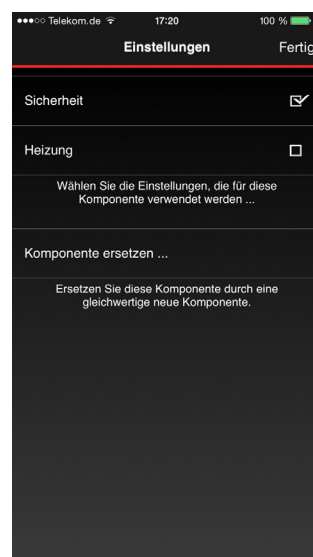 Telekom.de 17:20 100 %
Einstellungen Fertig
Sicherheit
Heizung
Wählen Sie die Einstellungen, die für diese
Komponente verwendet werden ...
Komponente ersetzen ...
Ersetzen Sie diese Komponente durch eine
gleichwertige neue Komponente.